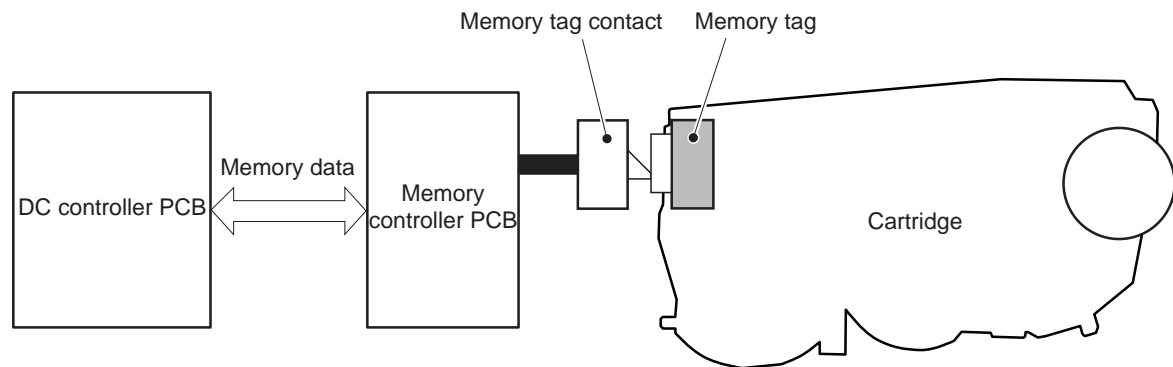 Memory tag contact
Memory tag
Memory data
DC controller PCB
Memory
controller PCB
Cartridge